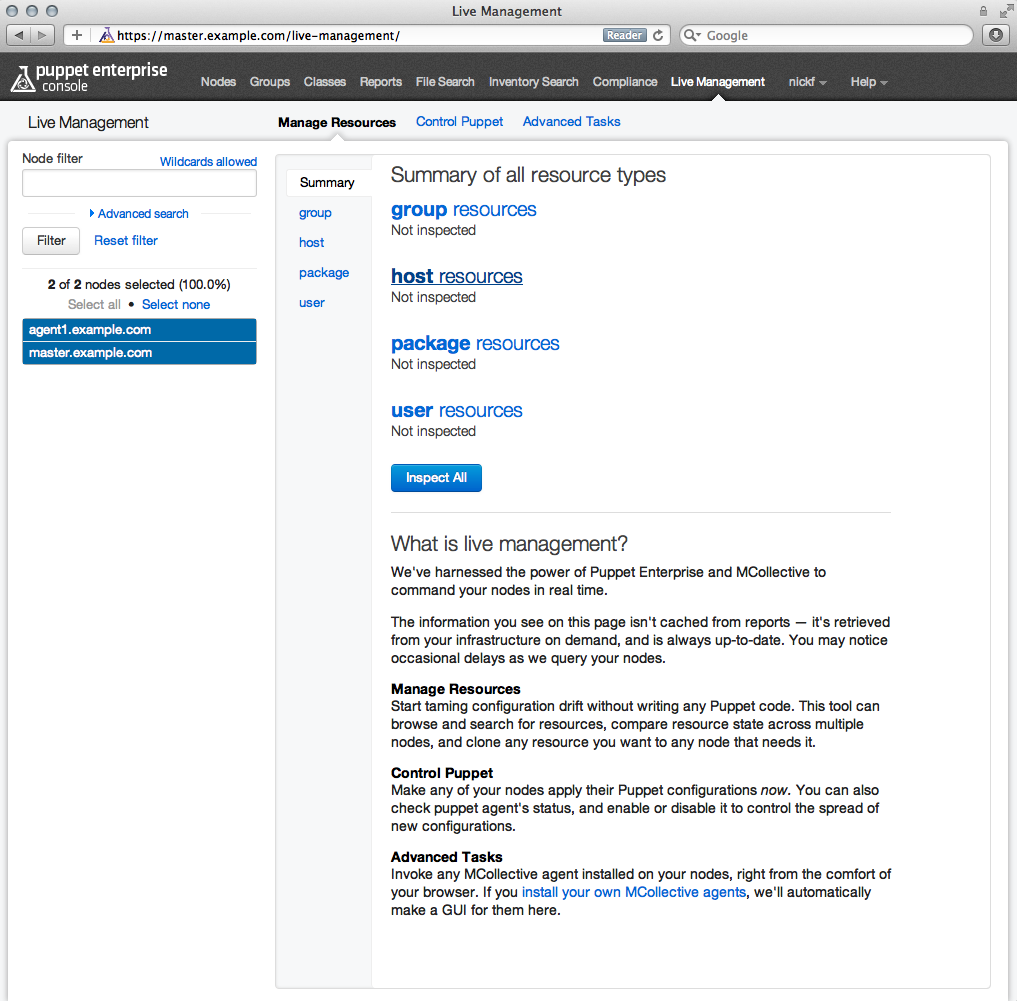 Live Management
https://master.example.com/live-management/
Reader
Google
puppet enterprise
console
Nodes Groups Classes Reports File Search Inventory Search Compliance Live Management nickf Help
Live Management
Manage Resources Control Puppet Advanced Tasks
Node filter
Wildcards allowed
Advanced search
Filter Reset filter
2 of 2 nodes selected (100.0%)
Select all • Select none
agent1.example.com
master.example.com
Summary
group
host
package
user
Summary of all resource types
group resources
Not inspected
host resources
Not inspected
package resources
Not inspected
user resources
Not inspected
Inspect All
What is live management?
We've harnessed the power of Puppet Enterprise and MCollective to
command your nodes in real time.
The information you see on this page isn't cached from reports — it's retrieved
from your infrastructure on demand, and is always up-to-date. You may notice
occasional delays as we query your nodes.
Manage Resources
Start taming configuration drift without writing any Puppet code. This tool can
browse and search for resources, compare resource state across multiple
nodes, and clone any resource you want to any node that needs it.
Control Puppet
Make any of your nodes apply their Puppet configurations now. You can also
check puppet agent's status, and enable or disable it to control the spread of
new configurations.
Advanced Tasks
Invoke any MCollective agent installed on your nodes, right from the comfort of
your browser. If you install your own MCollective agents, we'll automatically
make a GUI for them here.